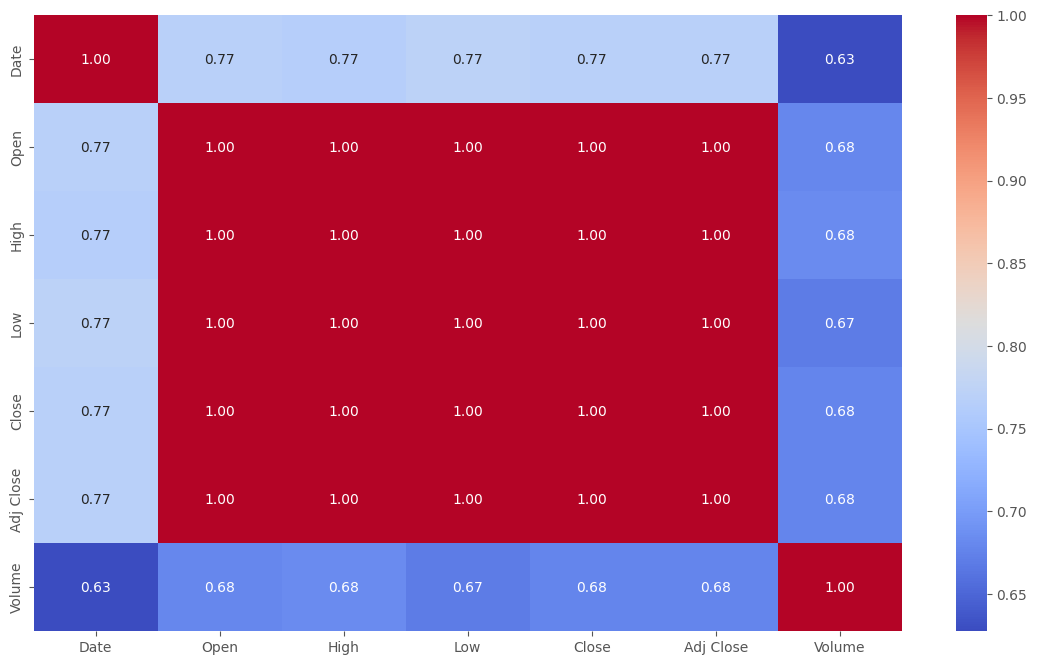 Date 1.00 0.77 0.77 0.77 0.77 0.77 0.63
Open 0.77 1.00 1.00 1.00 1.00 1.00 0.68
High 0.77 1.00 1.00 1.00 1.00 1.00 0.68
Low 0.77 1.00 1.00 1.00 1.00 1.00 0.67
Close 0.77 1.00 1.00 1.00 1.00 1.00 0.68
Adj Close 0.77 1.00 1.00 1.00 1.00 1.00 0.68
Volume 0.63 0.68 0.68 0.67 0.68 0.68 1.00
Date Open High Low Close Adj Close Volume
1.00
0.95
0.90
0.85
0.80
0.75
0.70
0.65